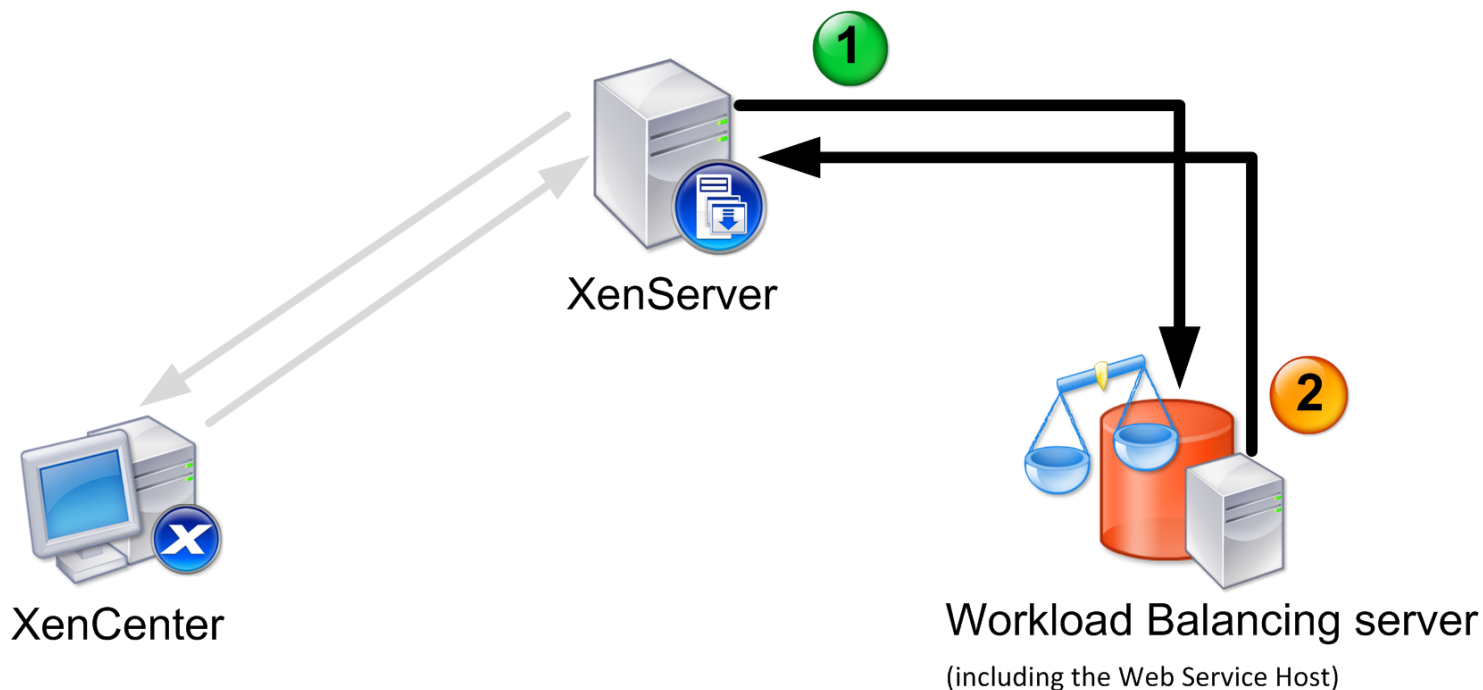 1
XenServer
2
XenCenter
Workload Balancing server
(including the Web Service Host)